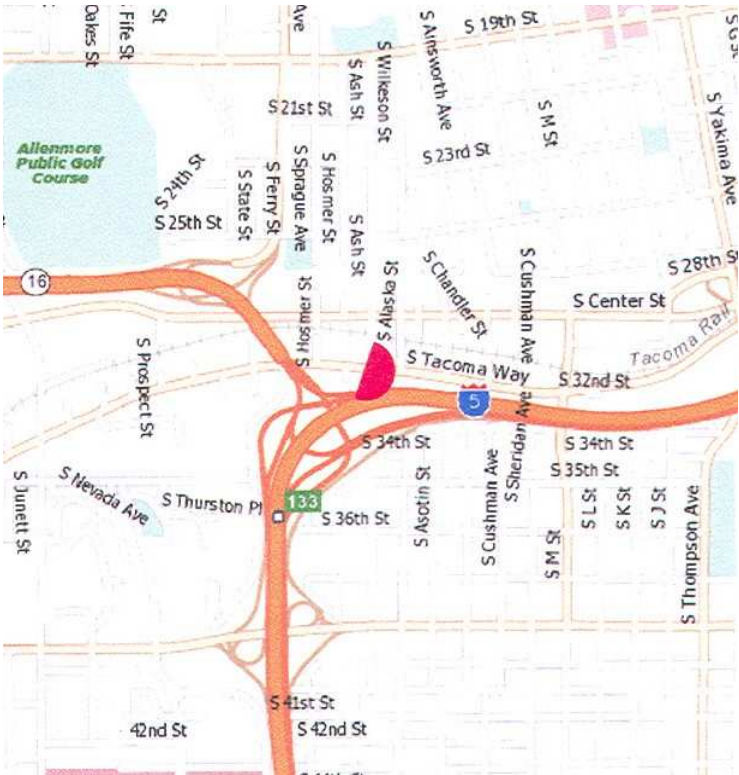 Oakes St
Fife St
St
Ave
S 19th St
S G St
S Ainsworth Ave
S Wilkeson St
S Ash St
S 21st St
S M St
S Yakima Ave
Allenmore
Public Golf
Course
S 23rd St
S 24th St
S 25th St
S State St
S Ferry St
S Sprague Ave
S Hosmer St
S Ash St
16
S Hosmer St
S Alaska St
S Chandler St
S Cushman Ave
S 28th St
S Center St
Tacoma Rail
S Prospect St
S Tacoma Way
S 32nd St
5
S Sheridan Ave
S 34th St
S 34th St
S 35th St
S Junett St
S Nevada Ave
S Thurston Pl
133
S 36th St
S Asotin St
S Cushman Ave
S M St
S L St
S K St
S J St
S Thompson Ave
S 41st St
42nd St
S 42nd St